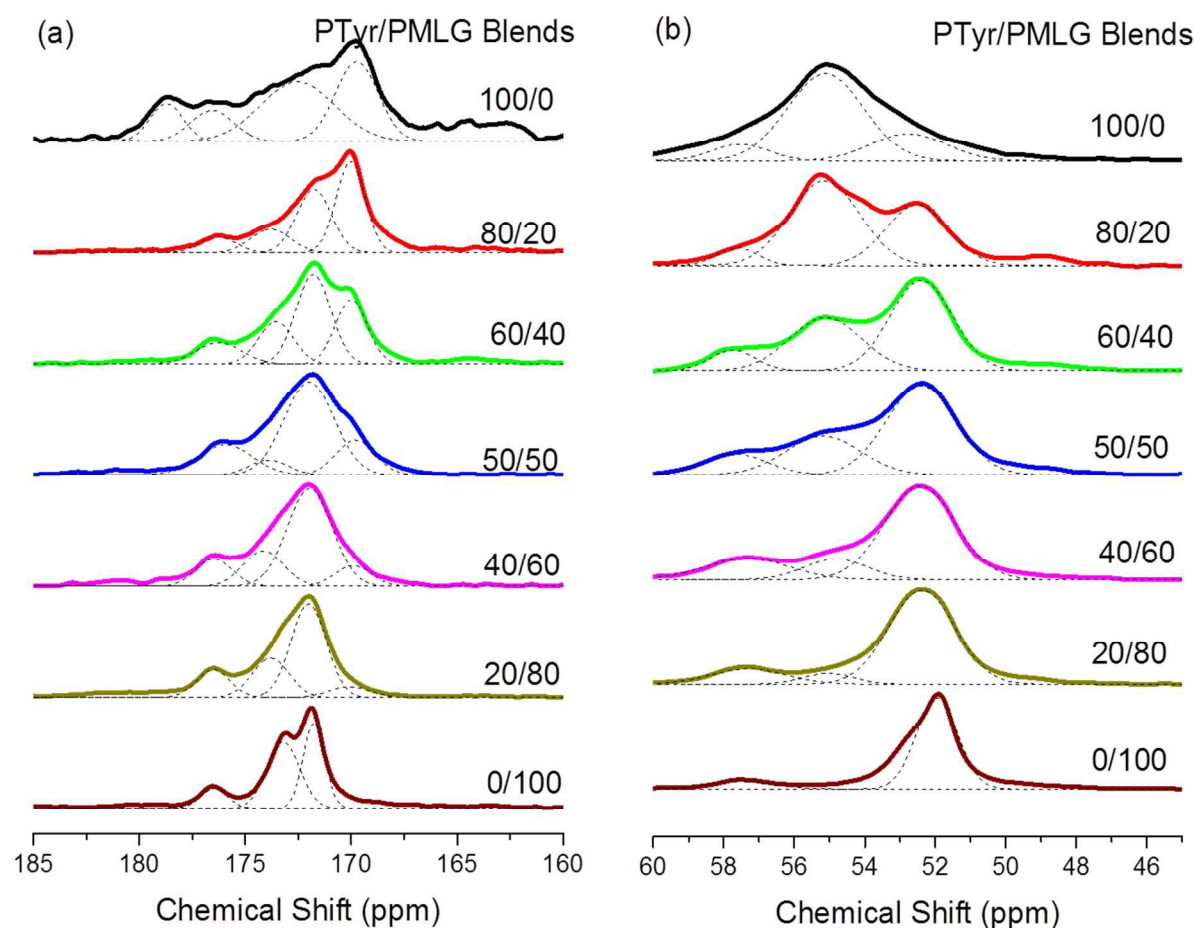 (a)
PTyr/PMLG Blends
100/0
80/20
60/40
50/50
40/60
20/80
0/100
185 180 175 170 165 160
Chemical Shift (ppm)
(b)
PTyr/PMLG Blends
100/0
80/20
60/40
50/50
40/60
20/80
0/100
60 58 56 54 52 50 48 46
Chemical Shift (ppm)